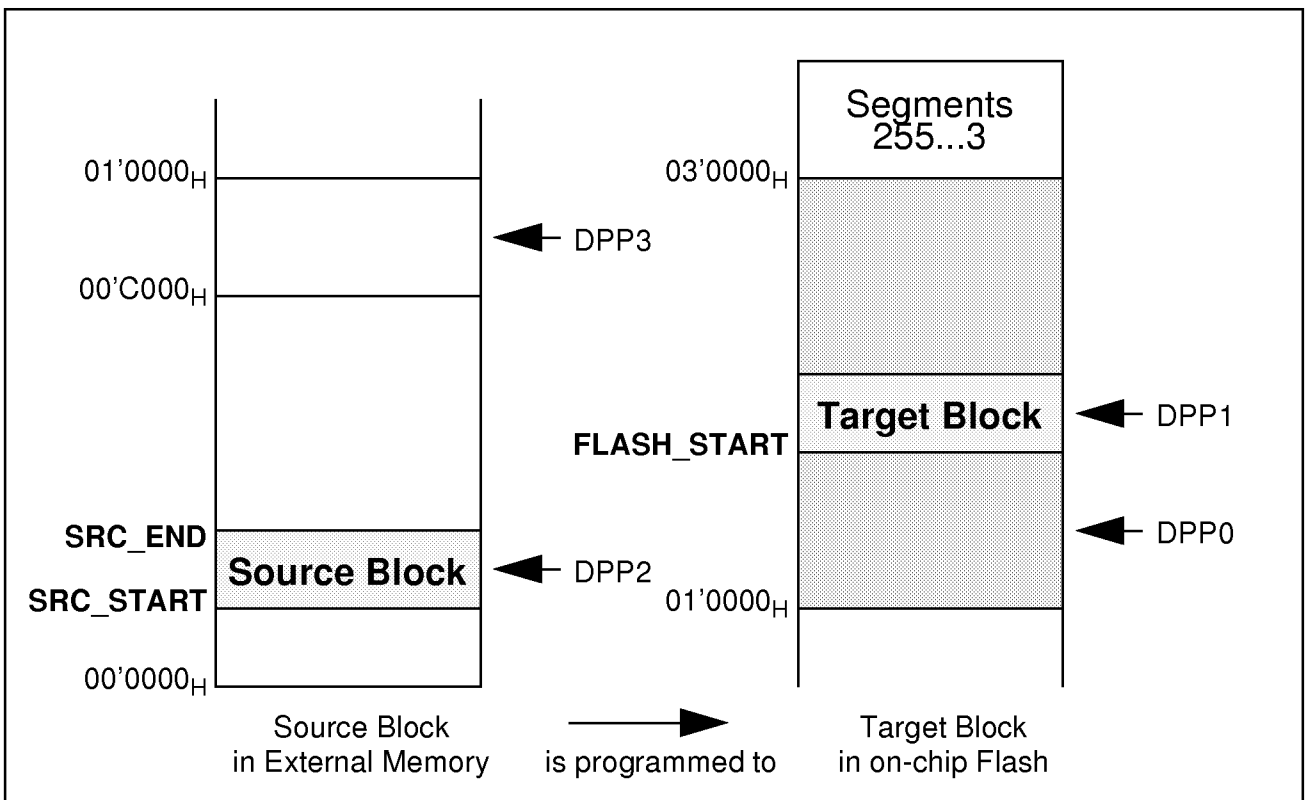 Segments
255...3
01'0000H
03'0000H
DPP3
00'C000H
Target Block
DPP1
FLASH_START
SRC_END
DPP0
Source Block
DPP2
SRC_START
01'0000H
00'0000H
Source Block
in External Memory
is programmed to
Target Block
in on-chip Flash